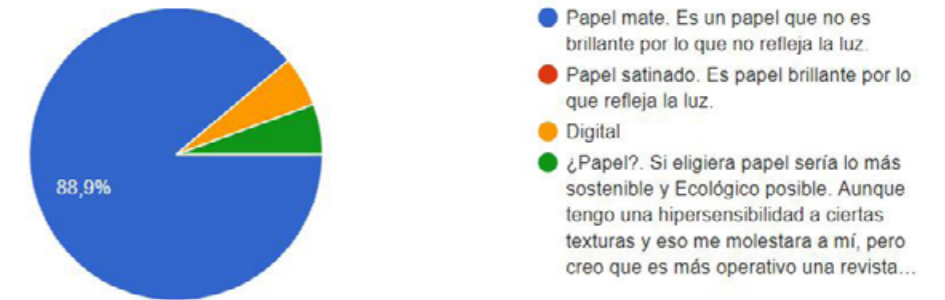 88,9%
Papel mate. Es un papel que no es
brillante por lo que no refleja la luz.
Papel satinado. Es papel brillante por lo
que refleja la luz.
Digital
¿Papel?. Si eligiera papel sería lo más
sostenible y Ecológico posible. Aunque
tengo una hipersensibilidad a ciertas
texturas y eso me molestara a mí, pero
creo que es más operativo una revista…